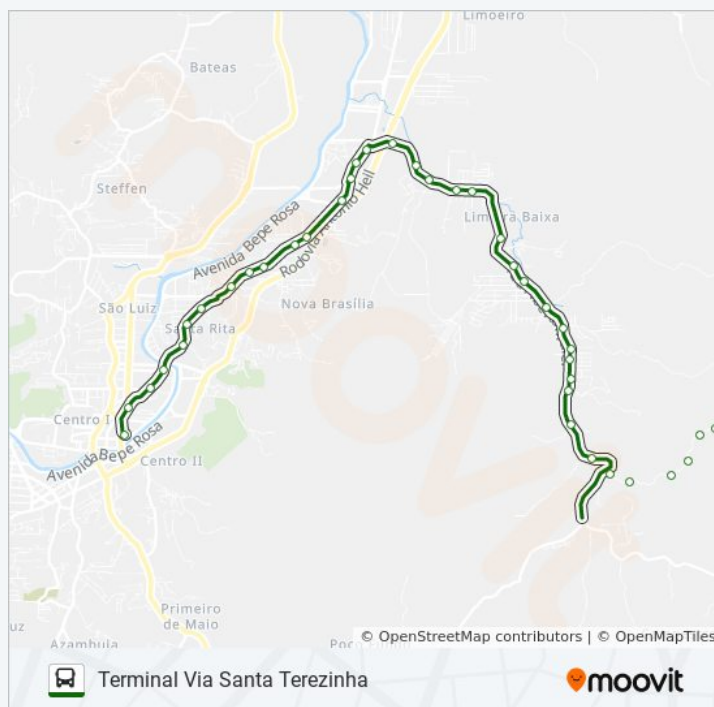 Limoeiro
Bateas
Steffen
Limeira Baixa
Avenida Bepe Rosa
Rodovia Antônio Heil
Nova Brasília
São Luiz
Santa Rita
Centro I
Avenida Bepe Rosa
Centro II
Primeiro
de Maio
Azambuja
© OpenStreetMap contributors | © OpenMapTiles
Terminal Via Santa Terezinha
moovit